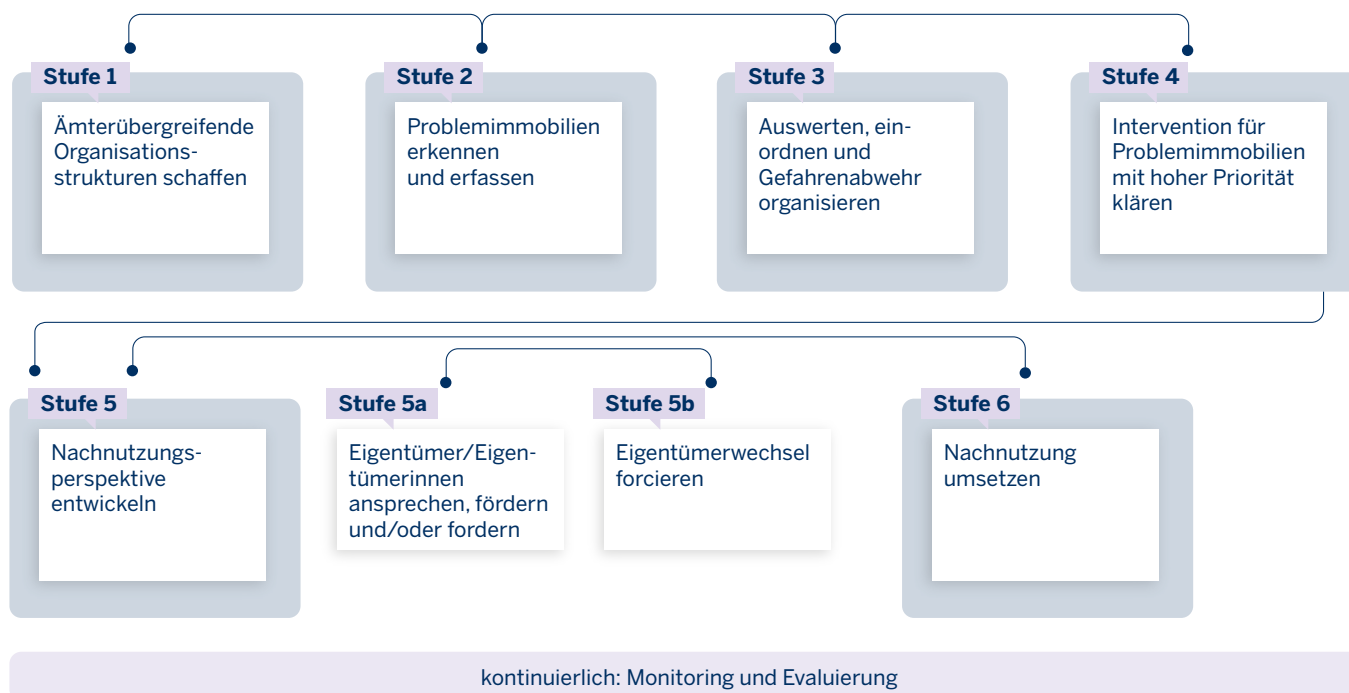 Stufe 1
Ämterübergreifende
Organisations-
strukturen schaffen
Stufe 2
Problemimmobilien
erkennen
und erfassen
Stufe 3
Auswerten, ein-
ordnen und
Gefahrenabwehr
organisieren
Stufe 4
Intervention für
Problemimmobilien
mit hoher Priorität
klären
Stufe 5
Nachnutzungs-
perspektive
entwickeln
Stufe 5a
Eigentümer/Eigen-
tümerinnen
ansprechen, fördern
und/oder fordern
Stufe 5b
Eigentümerwechsel
forcieren
Stufe 6
Nachnutzung
umsetzen
kontinuierlich: Monitoring und Evaluierung